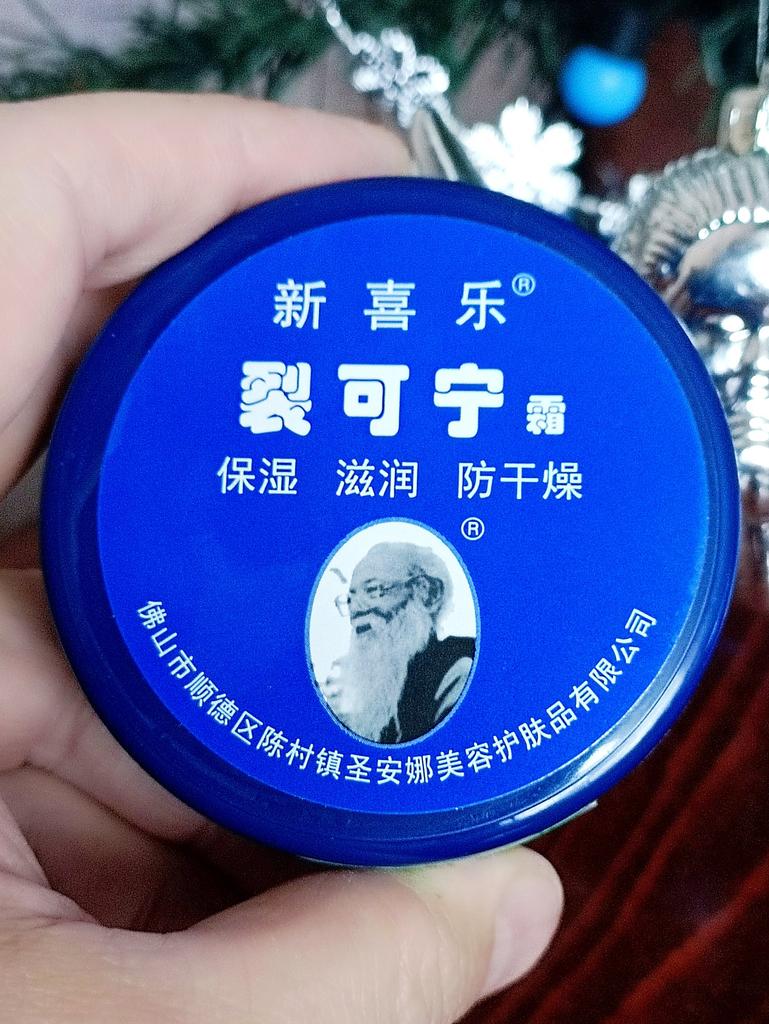 新喜乐®
裂可宁霜
保湿 滋润 防干燥
®
佛山市顺德区陈村镇圣安娜美容护肤品有限公司